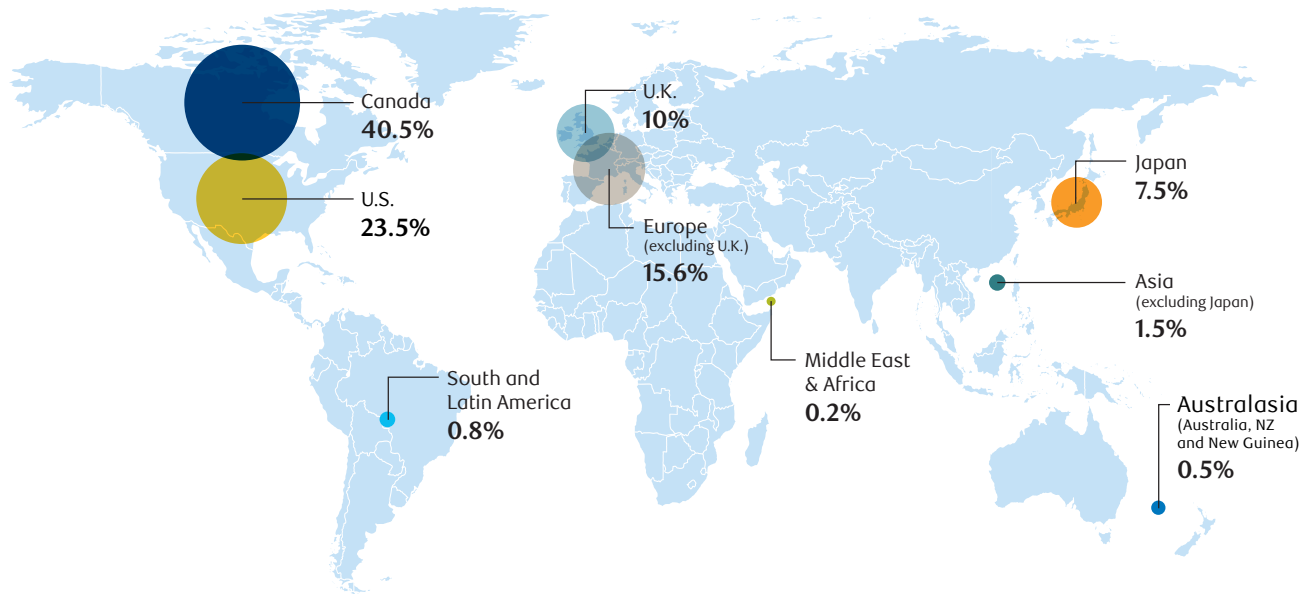 Canada
40.5%
U.S.
23.5%
U.K.
10%
Europe
(excluding U.K.)
15.6%
Japan
7.5%
Asia
(excluding Japan)
1.5%
Middle East
& Africa
0.2%
South and
Latin America
0.8%
Australasia
(Australia, NZ
and New Guinea)
0.5%